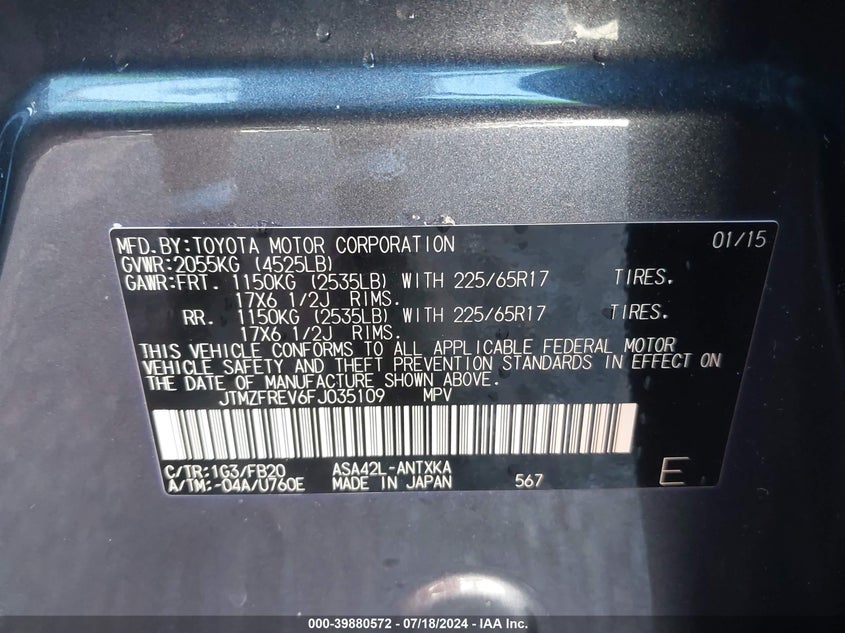 MFD.BY:TOYOTA MOTOR CORPORATION 01/15
GVWR:2055KG (4525LB)
GAWR:FRT. 1150KG (2535LB) WITH 225/65R17 TIRES.
17X6 1/2J RIMS.
RR. 1150KG (2535LB) WITH 225/65R17 TIRES.
17X6 1/2J RIMS.
THIS VEHICLE CONFORMS TO ALL APPLICABLE FEDERAL MOTOR
VEHICLE SAFETY AND THEFT PREVENTION STANDARDS IN EFFECT ON
THE DATE OF MANUFACTURE SHOWN ABOVE.
JTMZFREV6FJ035109 MPV
C/TR:1G3/FB20 ASA42L-ANTXKA
A/TM:-04A/U760E MADE IN JAPAN 567 E
000-39880572 - 07/18/2024 - IAA Inc.